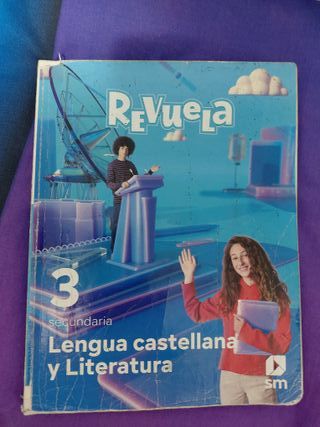 REVUELA
3
secundaria
Lengua castellana
y Literatura
sm